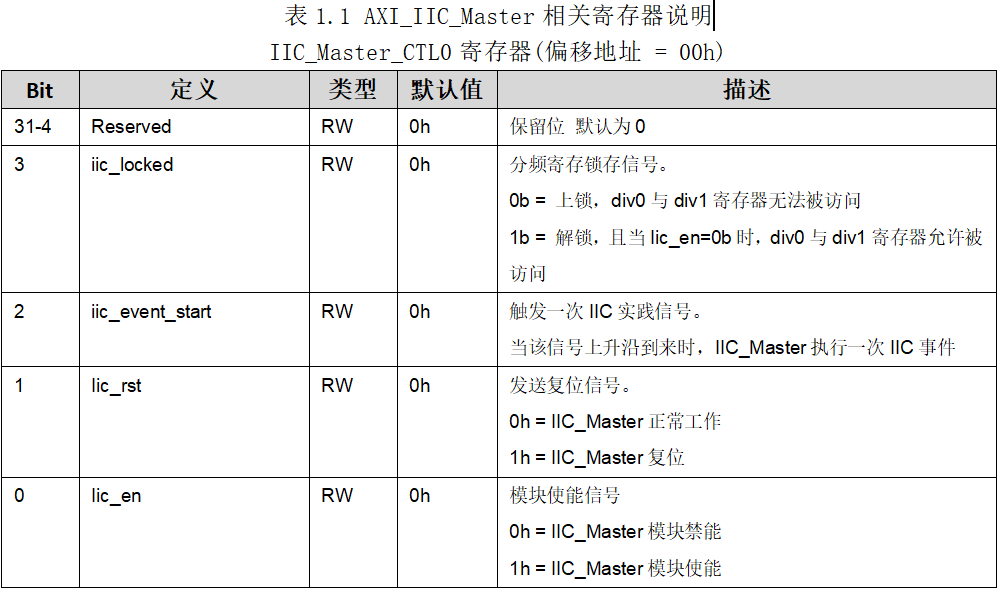 表 1.1 AXI_IIC_Master 相关寄存器说明
IIC_Master_CTL0 寄存器(偏移地址 = 00h)
Bit 定义 类型 默认值 描述
31-4 Reserved RW 0h 保留位 默认为 0
3 iic_locked RW 0h 分频寄存锁存信号。
0b = 上锁，div0 与 div1 寄存器无法被访问
1b = 解锁，且当 Iic_en=0b 时，div0 与 div1 寄存器允许被
访问
2 iic_event_start RW 0h 触发一次 IIC 实践信号。
当该信号上升沿到来时，IIC_Master 执行一次 IIC 事件
1 Iic_rst RW 0h 发送复位信号。
0h = IIC_Master 正常工作
1h = IIC_Master 复位
0 Iic_en RW 0h 模块使能信号
0h = IIC_Master 模块禁能
1h = IIC_Master 模块使能